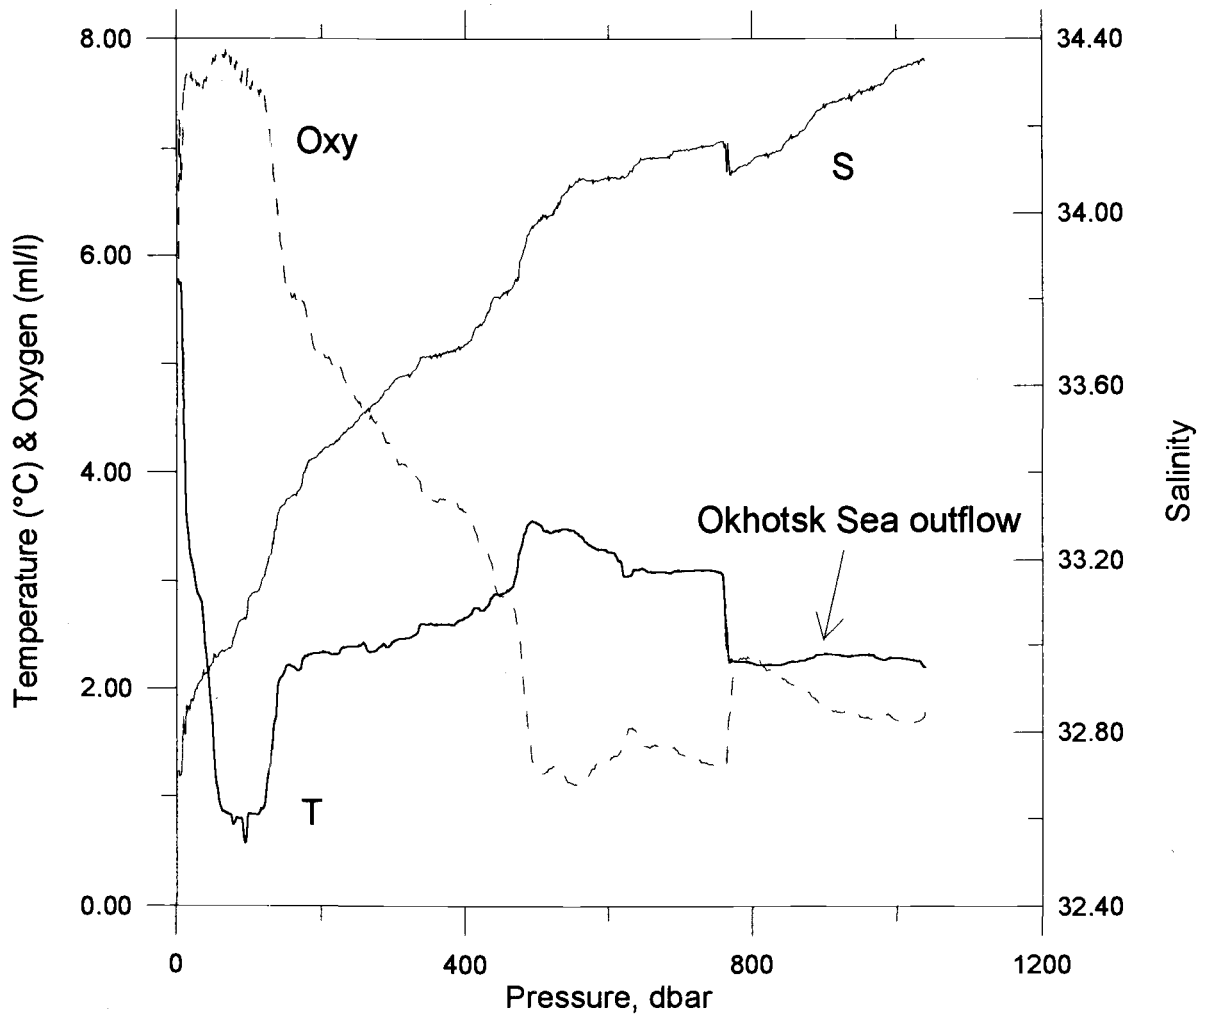 8.00
34.40
Oxy
S
34.00
6.00
33.60
Temperature (°C) & Oxygen (ml/l)
Salinity
4.00
Okhotsk Sea outflow
33.20
2.00
32.80
T
0.00
32.40
0
400
800
1200
Pressure, dbar